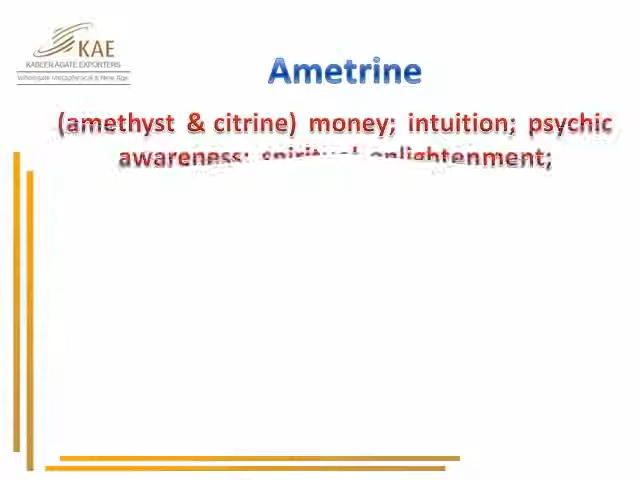 KAE
KABEER AGATE EXPORTERS
Wholesale Metaphysical & New Age
Ametrine
(amethyst & citrine) money; intuition; psychic
awareness; spiritual enlightenment;